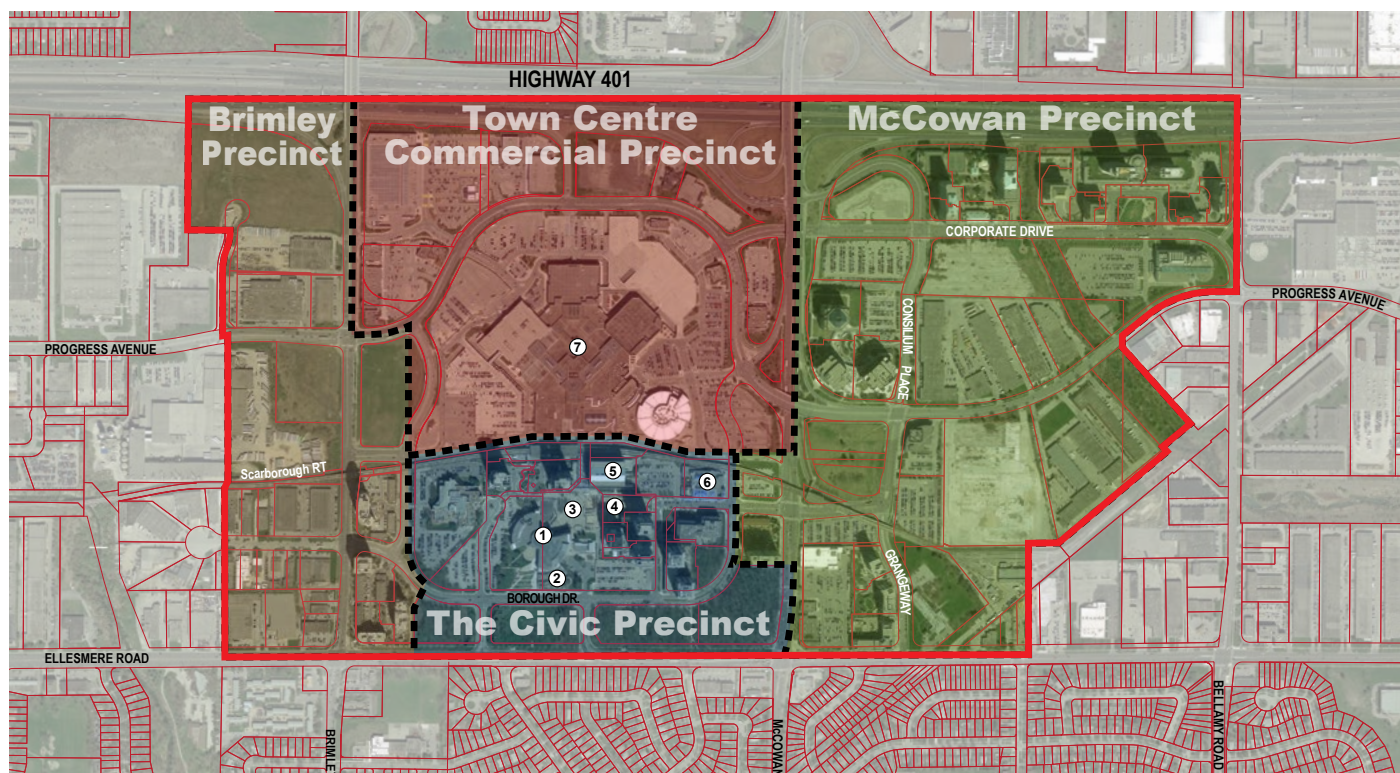 HIGHWAY 401
Brimley
Precinct
Town Centre
Commercial Precinct
McCowan Precinct
CORPORATE DRIVE
PROGRESS AVENUE
CONSILIUM PLACE
PROGRESS AVENUE
7
Scarborough RT
5
6
3
4
1
2
GRANGEWAY
BOROUGH DR.
The Civic Precinct
ELLESMERE ROAD
BRIMLE
McCOWAN
BELLAMY ROAD